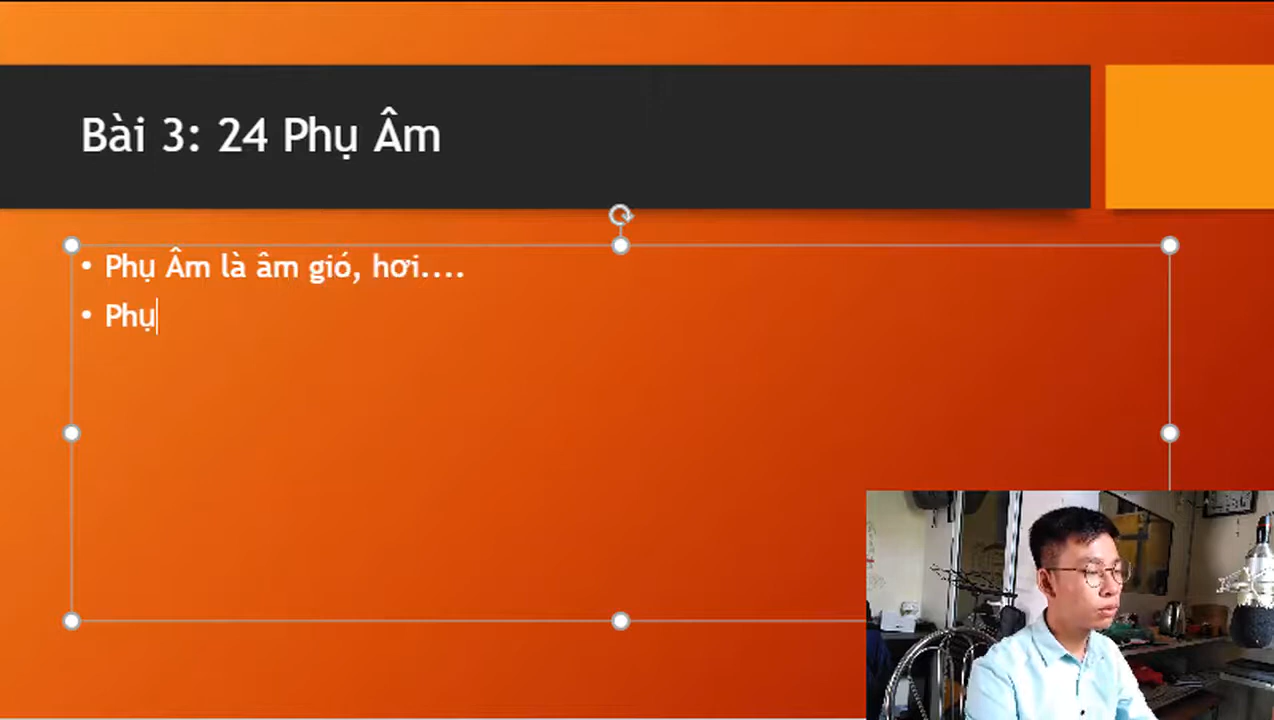 Bài 3: 24 Phụ Âm
• Phụ Âm là âm gió, hơi....
• Phụ